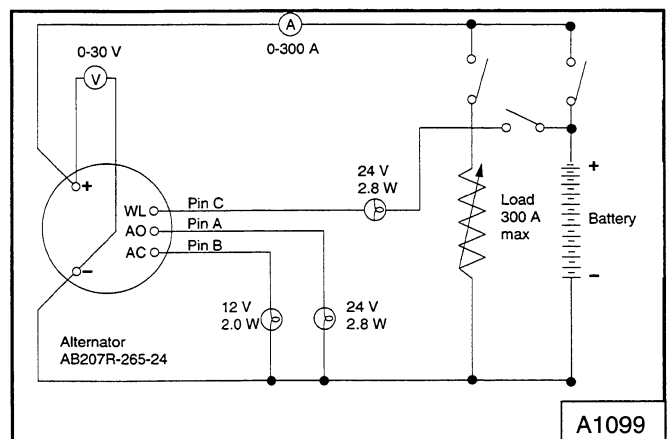 A
0-300 A
0-30 V
V
+
WL
Pin C
AO
Pin A
AC
Pin B
−
24 V
2.8 W
Load
300 A
max
+
Battery
−
12 V
2.0 W
24 V
2.8 W
Alternator
AB207R-265-24
A1099